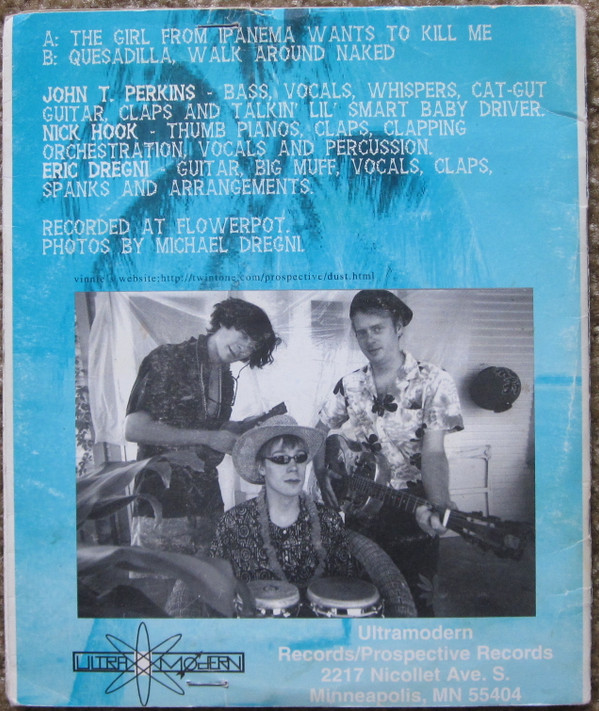 A: THE GIRL FROM IPANEMA WANTS TO KILL ME
B: QUESADILLA, WALK AROUND NAKED
JOHN T. PERKINS - BASS, VOCALS, WHISPERS, CAT-GUT
GUITAR, CLAPS AND TALKIN' LIL' SMART BABY DRIVER.
NICK HOOK - THUMB PIANOS, CLAPS, CLAPPING
ORCHESTRATION, VOCALS AND PERCUSSION.
ERIC DREGNI - GUITAR, BIG MUFF, VOCALS, CLAPS,
SPANKS AND ARRANGEMENTS.
RECORDED AT FLOWERPOT.
PHOTOS BY MICHAEL DREGNI.
website:http://twintone.com/prospective/dust.html
ULTRA MODERN
Ultramodern
Records/Prospective Records
2217 Nicollet Ave. S.
Minneapolis, MN 55404